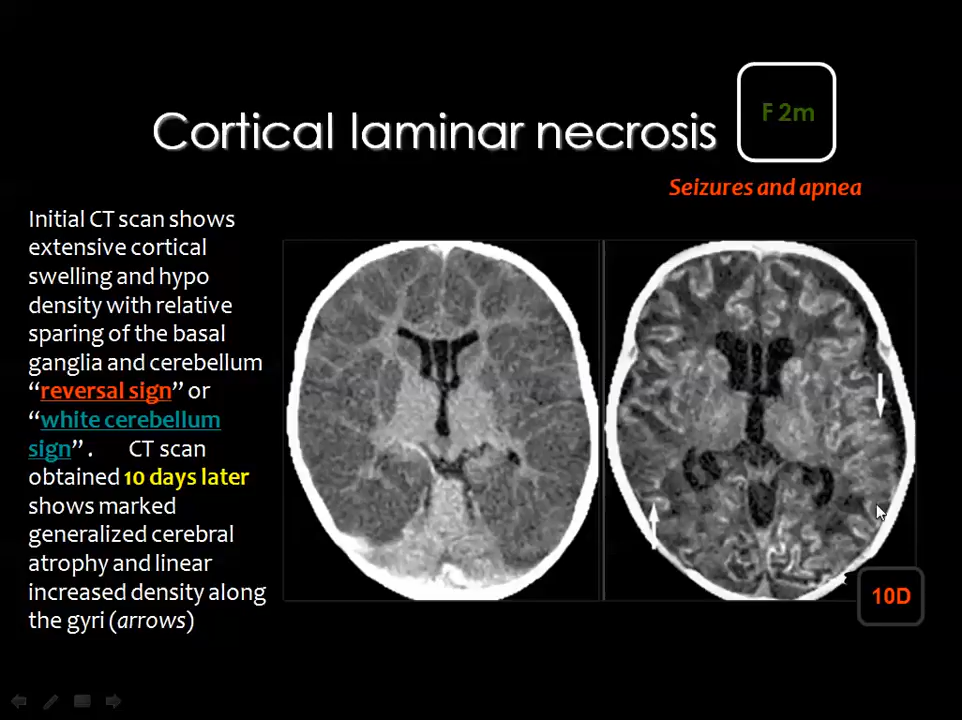 Cortical laminar necrosis
F 2m
Seizures and apnea
Initial CT scan shows
extensive cortical
swelling and hypo
density with relative
sparing of the basal
ganglia and cerebellum
“reversal sign” or
“white cerebellum
sign”. CT scan
obtained 10 days later
shows marked
generalized cerebral
atrophy and linear
increased density along
the gyri (arrows)
10D